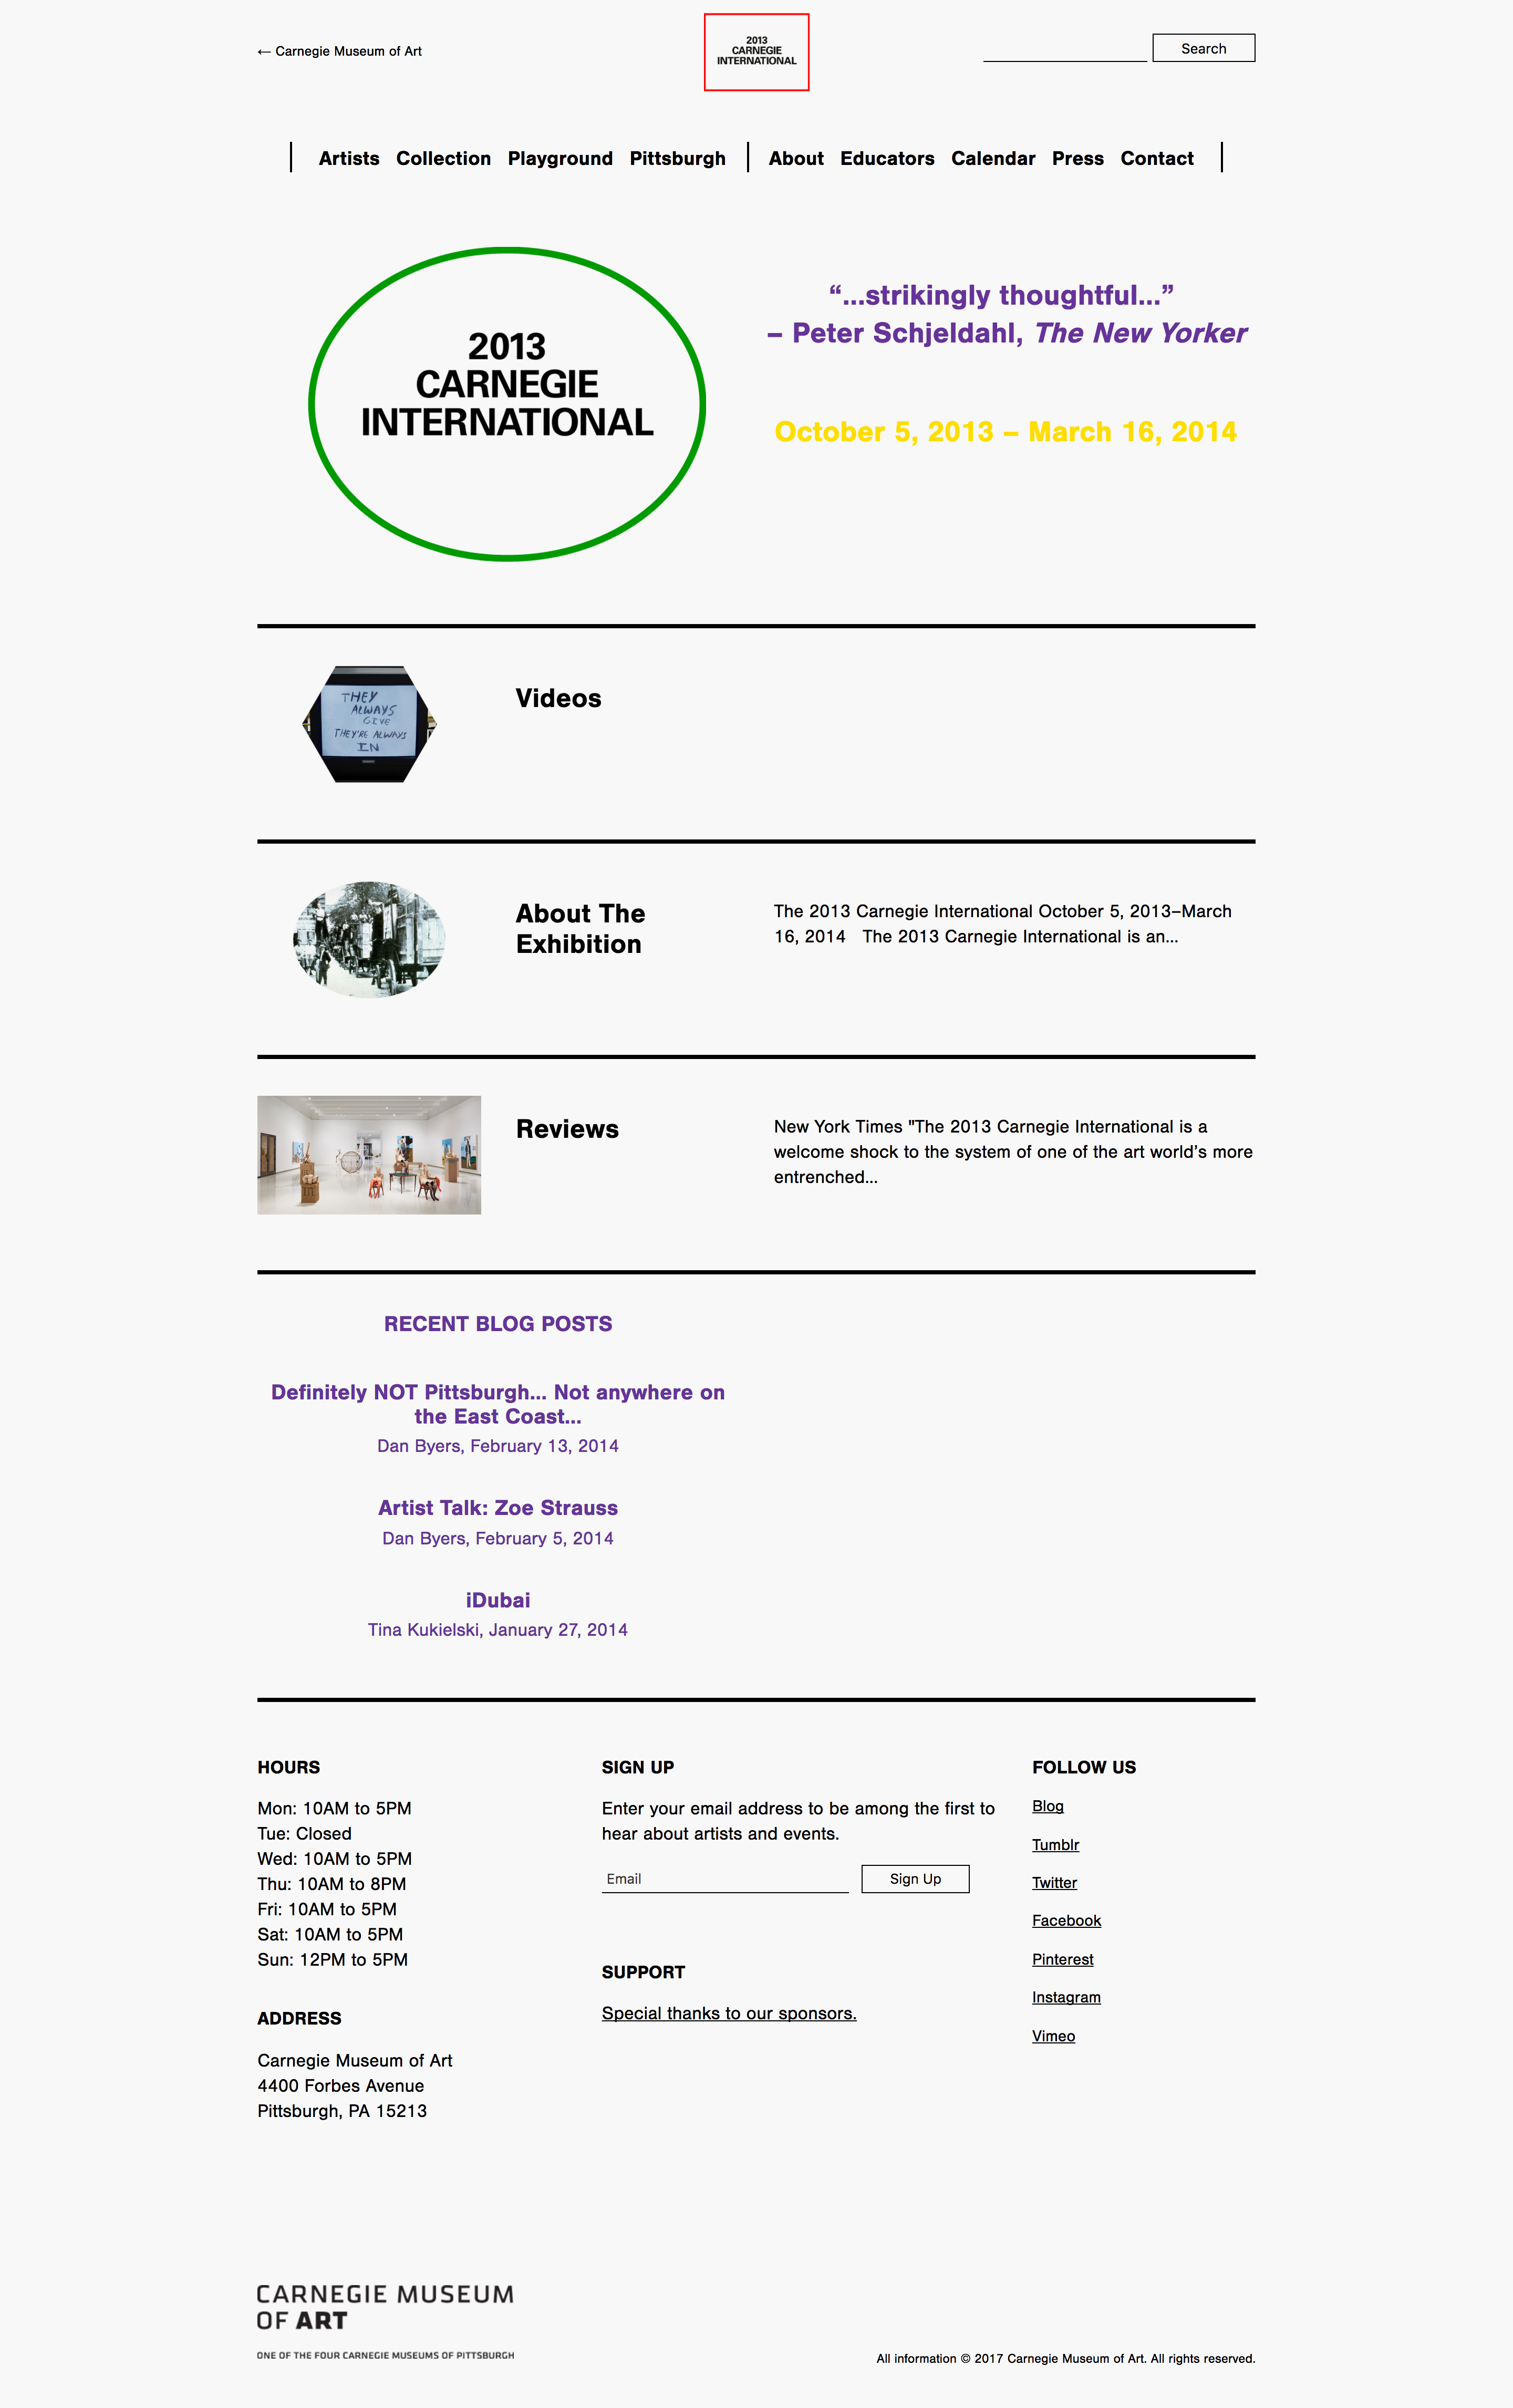 ← Carnegie Museum of Art
2013
CARNEGIE
INTERNATIONAL
Search
Artists Collection Playground Pittsburgh About Educators Calendar Press Contact
2013
CARNEGIE
INTERNATIONAL
“...strikingly thoughtful...”
– Peter Schjeldahl, The New Yorker
October 5, 2013 – March 16, 2014
THEY
ALWAYS
GIVE
THEY'RE ALWAYS
IN
Videos
About The
Exhibition
The 2013 Carnegie International October 5, 2013–March
16, 2014 The 2013 Carnegie International is an...
Reviews
New York Times "The 2013 Carnegie International is a
welcome shock to the system of one of the art world’s more
entrenched...
RECENT BLOG POSTS
Definitely NOT Pittsburgh... Not anywhere on
the East Coast...
Dan Byers, February 13, 2014
Artist Talk: Zoe Strauss
Dan Byers, February 5, 2014
iDubai
Tina Kukielski, January 27, 2014
HOURS
Mon: 10AM to 5PM
Tue: Closed
Wed: 10AM to 5PM
Thu: 10AM to 8PM
Fri: 10AM to 5PM
Sat: 10AM to 5PM
Sun: 12PM to 5PM
ADDRESS
Carnegie Museum of Art
4400 Forbes Avenue
Pittsburgh, PA 15213
SIGN UP
Enter your email address to be among the first to
hear about artists and events.
Email
Sign Up
SUPPORT
Special thanks to our sponsors.
FOLLOW US
Blog
Tumblr
Twitter
Facebook
Pinterest
Instagram
Vimeo
CARNEGIE MUSEUM
OF ART
ONE OF THE FOUR CARNEGIE MUSEUMS OF PITTSBURGH
All information © 2017 Carnegie Museum of Art. All rights reserved.